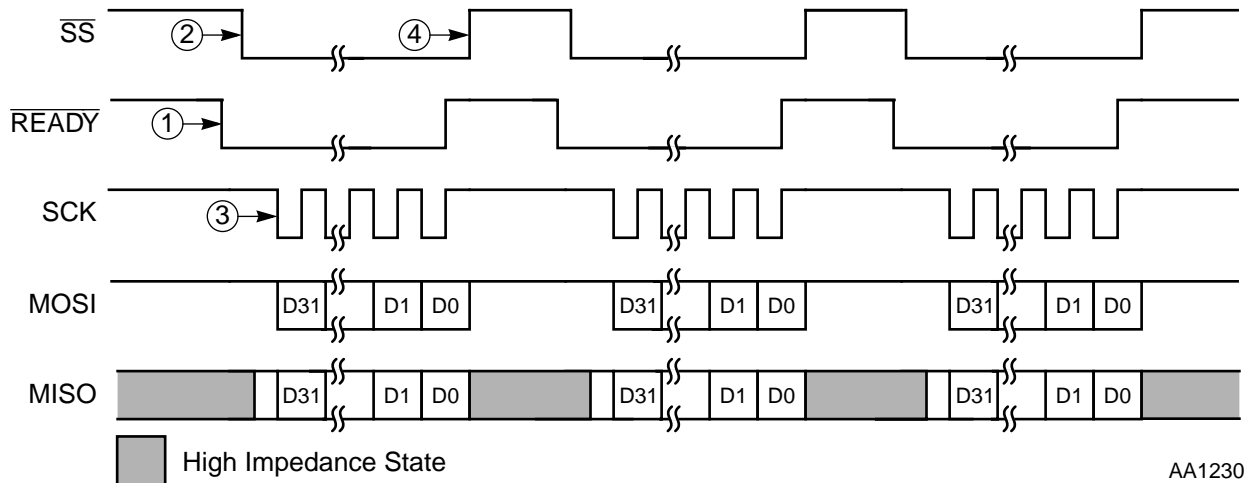 SS
2
4
READY
1
SCK
3
MOSI D31 D1 D0 D31 D1 D0 D31 D1 D0
MISO D31 D1 D0 D31 D1 D0 D31 D1 D0
High Impedance State
AA1230